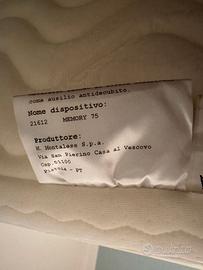 come ausilio antidecubito.
Nome dispositivo:
21612 MEMORY 75
Produttore:
M. Montaless S.p.a.
Via San Pierino Casa al Vescovo
Cap. 51100
Pistoia - PT